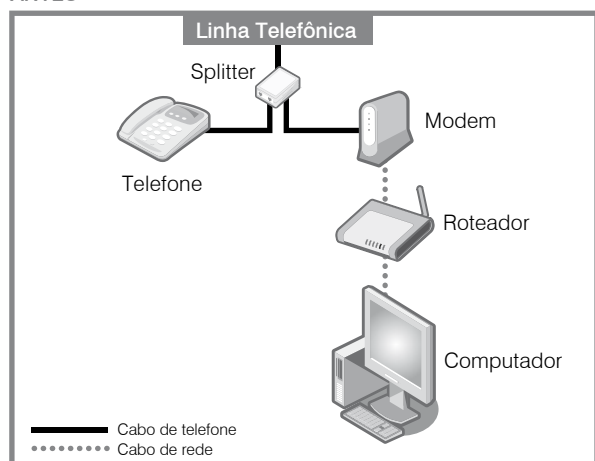 Linha Telefônica
Splitter
Modem
Telefone
Roteador
Computador
Cabo de telefone
Cabo de rede